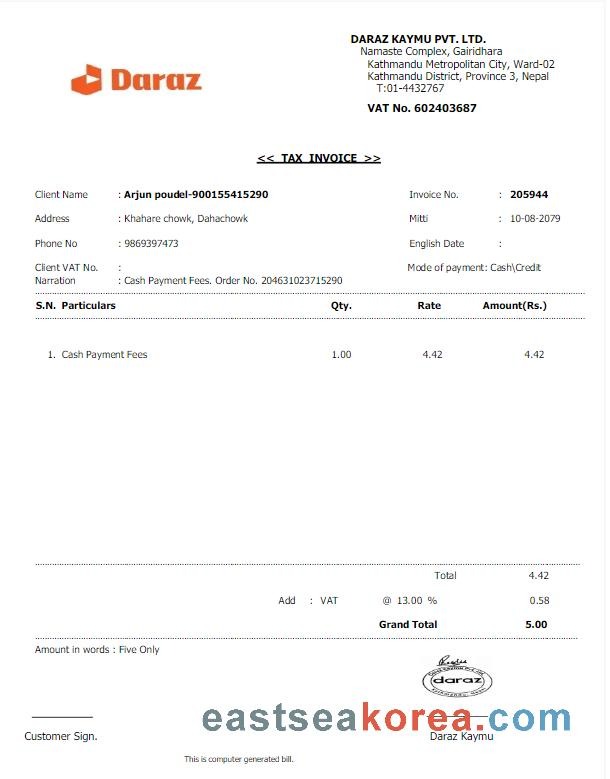 Daraz
DARAZ KAYMU PVT. LTD.
Namaste Complex, Gairidhara
Kathmandu Metropolitan City, Ward-02
Kathmandu District, Province 3, Nepal
T:01-4432767
VAT No. 602403687
<< TAX INVOICE >>
Client Name : Arjun poudel-900155415290 Invoice No. : 205944
Address : Khahare chowk, Dahachowk Mitti : 10-08-2079
Phone No : 9869397473 English Date :
Client VAT No. : Mode of payment: Cash\Credit
Narration : Cash Payment Fees. Order No. 204631023715290
S.N. Particulars Qty. Rate Amount(Rs.)
1. Cash Payment Fees 1.00 4.42 4.42
Total 4.42
Add : VAT @ 13.00 % 0.58
Grand Total 5.00
Amount in words : Five Only
daraz
eastseakorea.com
Customer Sign. Daraz Kaymu
This is computer generated bill.